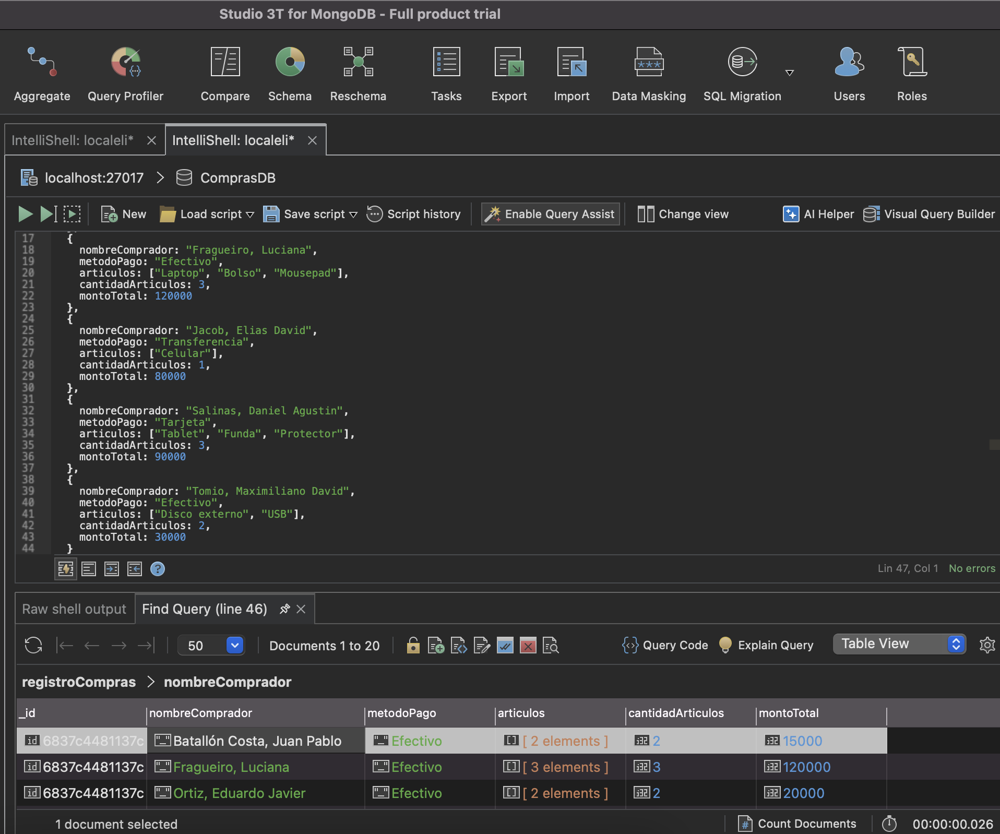 Studio 3T for MongoDB - Full product trial
Aggregate Query Profiler Compare Schema Reschema Tasks Export Import Data Masking SQL Migration Users Roles
IntelliShell: localeli* IntelliShell: localeli*
localhost:27017 ComprasDB
New Load script Save script Script history Enable Query Assist Change view AI Helper Visual Query Builder
17 {
18 nombreComprador: "Fragueiro, Luciana",
19 metodoPago: "Efectivo",
20 articulos: ["Laptop", "Bolso", "Mousepad"],
21 cantidadArticulos: 3,
22 montoTotal: 120000
23 },
24 {
25 nombreComprador: "Jacob, Elias David",
26 metodoPago: "Transferencia",
27 articulos: ["Celular"],
28 cantidadArticulos: 1,
29 montoTotal: 80000
30 },
31 {
32 nombreComprador: "Salinas, Daniel Agustin",
33 metodoPago: "Tarjeta",
34 articulos: ["Tablet", "Funda", "Protector"],
35 cantidadArticulos: 3,
36 montoTotal: 90000
37 },
38 {
39 nombreComprador: "Tomio, Maximiliano David",
40 metodoPago: "Efectivo",
41 articulos: ["Disco externo", "USB"],
42 cantidadArticulos: 2,
43 montoTotal: 30000
44 }
Lin 47, Col 1 No errors
Raw shell output Find Query (line 46)
50 Documents 1 to 20 Query Code Explain Query Table View
registroCompras > nombreComprador
_id nombreComprador metodoPago articulos cantidadArticulos montoTotal
id 6837c4481137c "_" Batallón Costa, Juan Pablo "_" Efectivo [] [ 2 elements ] i32 2 i32 15000
id 6837c4481137c "_" Fragueiro, Luciana "_" Efectivo [] [ 3 elements ] i32 3 i32 120000
id 6837c4481137c "_" Ortiz, Eduardo Javier "_" Efectivo [] [ 2 elements ] i32 2 i32 20000
1 document selected # Count Documents 00:00:00.026